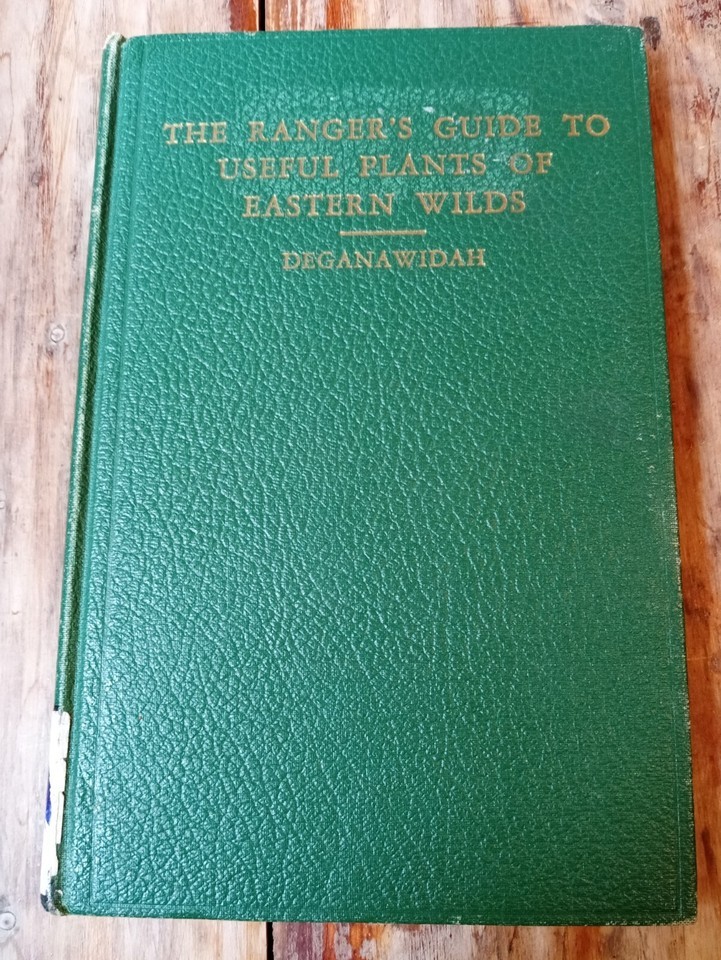 THE RANGER'S GUIDE TO
USEFUL PLANTS OF
EASTERN WILDS
DEGANAWIDAH